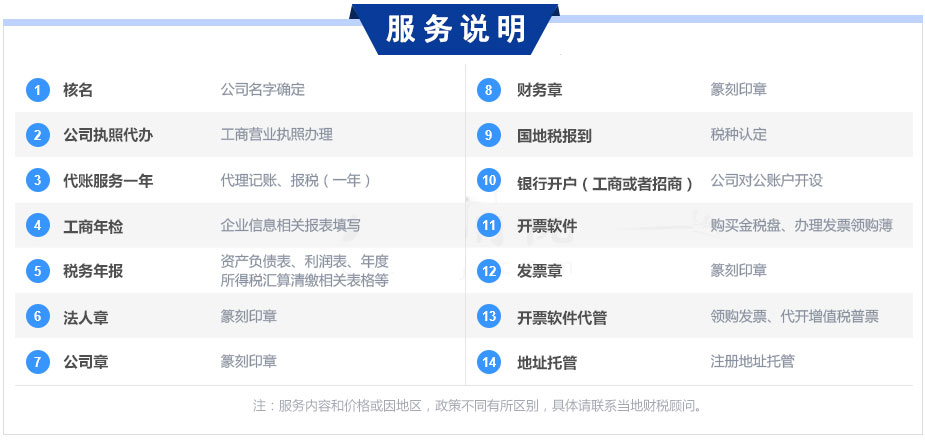 服务说明
1 核名 公司名字确定
2 公司执照代办 工商营业执照办理
3 代账服务一年 代理记账、报税（一年）
4 工商年检 企业信息相关报表填写
5 税务年报 资产负债表、利润表、年度
所得税汇算清缴相关表格等
6 法人章 篆刻印章
7 公司章 篆刻印章
8 财务章 篆刻印章
9 国地税报到 税种认定
10 银行开户（工商或者招商） 公司对公账户开设
11 开票软件 购买金税盘、办理发票领购薄
12 发票章 篆刻印章
13 开票软件代管 领购发票、代开增值税普票
14 地址托管 注册地址托管
注：服务内容和价格或因地区，政策不同有所区别，具体请联系当地财税顾问。